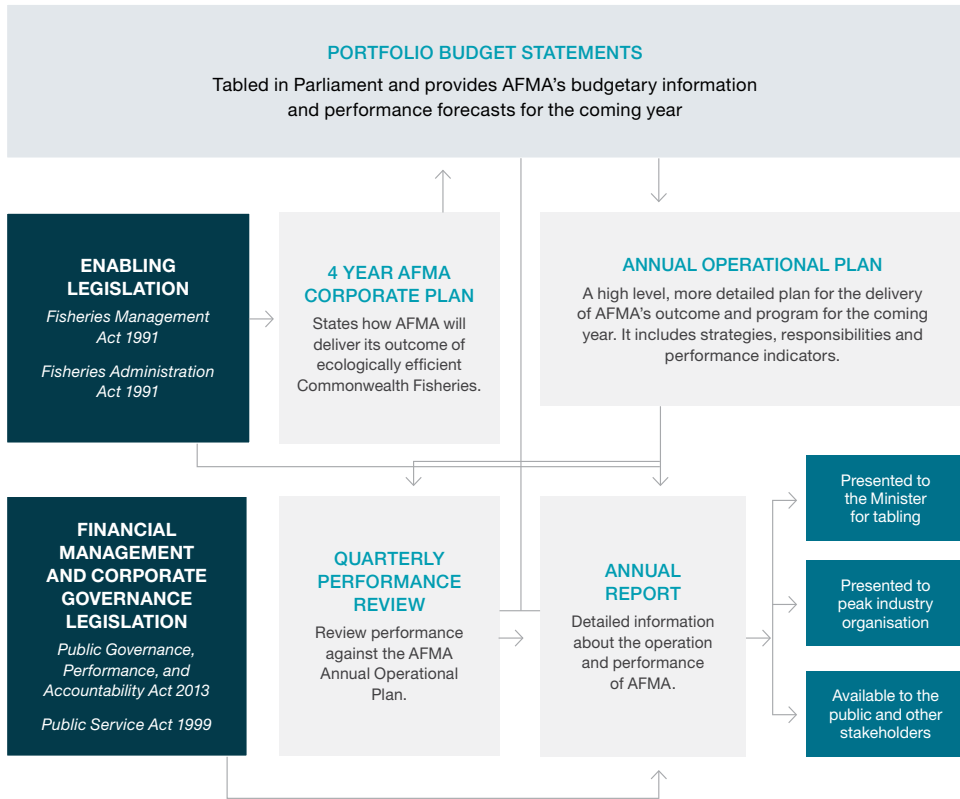 PORTFOLIO BUDGET STATEMENTS
Tabled in Parliament and provides AFMA's budgetary information
and performance forecasts for the coming year
ENABLING
LEGISLATION
Fisheries Management
Act 1991
Fisheries Administration
Act 1991
4 YEAR AFMA
CORPORATE PLAN
States how AFMA will
deliver its outcome of
ecologically efficient
Commonwealth Fisheries.
ANNUAL OPERATIONAL PLAN
A high level, more detailed plan for the delivery
of AFMA's outcome and program for the coming
year. It includes strategies, responsibilities and
performance indicators.
FINANCIAL
MANAGEMENT
AND CORPORATE
GOVERNANCE
LEGISLATION
Public Governance,
Performance, and
Accountability Act 2013
Public Service Act 1999
QUARTERLY
PERFORMANCE
REVIEW
Review performance
against the AFMA
Annual Operational
Plan.
ANNUAL
REPORT
Detailed information
about the operation
and performance
of AFMA.
Presented to
the Minister
for tabling
Presented to
peak industry
organisation
Available to the
public and other
stakeholders